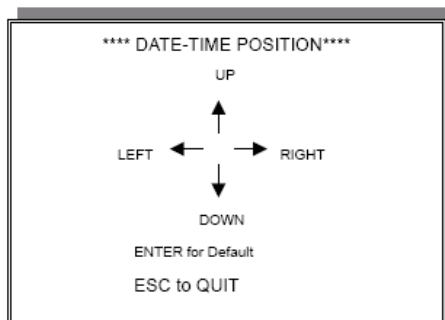 **** DATE-TIME POSITION****
UP
LEFT RIGHT
DOWN
ENTER for Default
ESC to QUIT